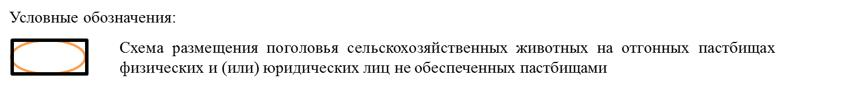 Условные обозначения:
Схема размещения поголовья сельскохозяйственных животных на отгонных пастбищах
физических и (или) юридических лиц не обеспеченных пастбищами